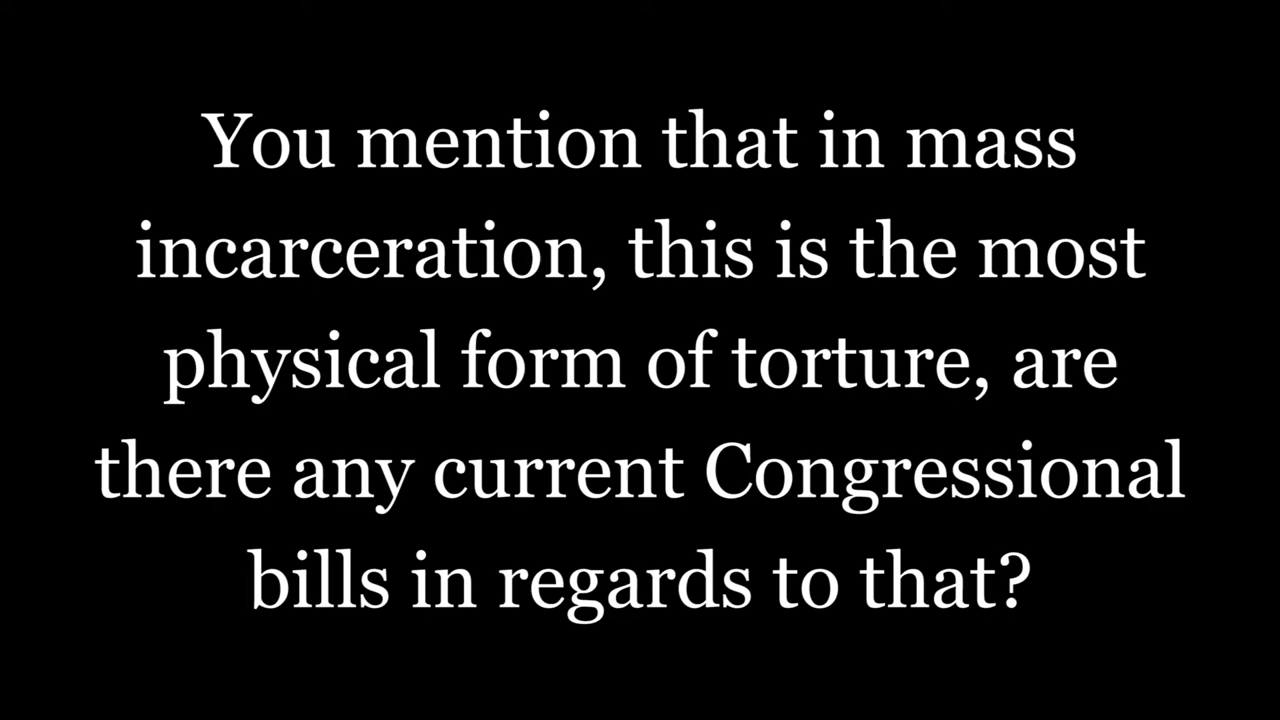 You mention that in mass
incarceration, this is the most
physical form of torture, are
there any current Congressional
bills in regards to that?